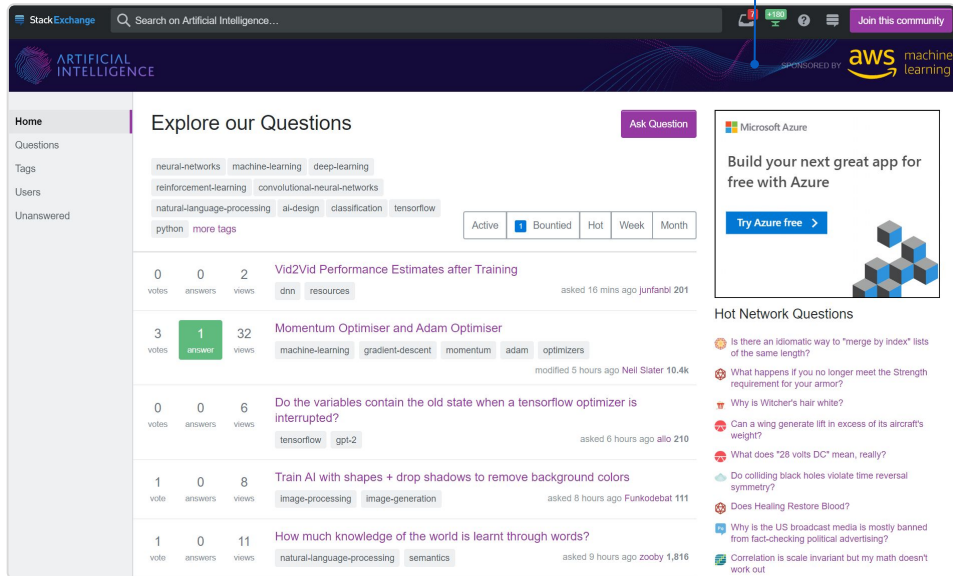 StackExchange
Search on Artificial Intelligence…
7
+180
Join this community
ARTIFICIAL
INTELLIGENCE
SPONSORED BY
aws machine
learning
Home
Questions
Tags
Users
Unanswered
Explore our Questions
Ask Question
neural-networks machine-learning deep-learning
reinforcement-learning convolutional-neural-networks
natural-language-processing ai-design classification tensorflow
python more tags
Active 1 Bountied Hot Week Month
0 votes 0 answers 2 views
Vid2Vid Performance Estimates after Training
dnn resources
asked 16 mins ago junfanbl 201
3 votes 1 answer 32 views
Momentum Optimiser and Adam Optimiser
machine-learning gradient-descent momentum adam optimizers
modified 5 hours ago Neil Slater 10.4k
0 votes 0 answers 6 views
Do the variables contain the old state when a tensorflow optimizer is
interrupted?
tensorflow gpt-2
asked 6 hours ago allo 210
1 vote 0 answers 8 views
Train AI with shapes + drop shadows to remove background colors
image-processing image-generation
asked 8 hours ago Funkodebat 111
1 vote 0 answers 11 views
How much knowledge of the world is learnt through words?
natural-language-processing semantics
asked 9 hours ago zooby 1,816
Microsoft Azure
Build your next great app for
free with Azure
Try Azure free >
Hot Network Questions
Is there an idiomatic way to "merge by index" lists
of the same length?
What happens if you no longer meet the Strength
requirement for your armor?
Why is Witcher's hair white?
Can a wing generate lift in excess of its aircraft's
weight?
What does "28 volts DC" mean, really?
Do colliding black holes violate time reversal
symmetry?
Does Healing Restore Blood?
Why is the US broadcast media is mostly banned
from fact-checking political advertising?
Correlation is scale invariant but my math doesn't
work out